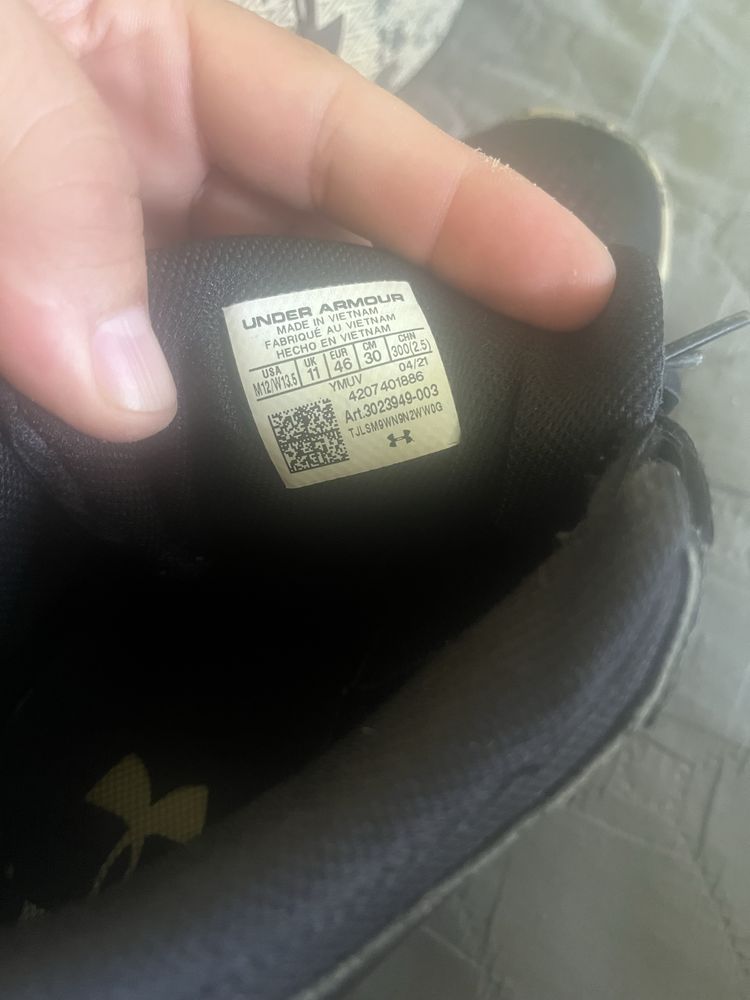 UNDER ARMOUR
MADE IN VIETNAM
FABRIQUÉ AU VIETNAM
HECHO EN VIETNAM
USA UK EUR CM CHN
M12/W13.5 11 46 30 300(2.5)
YMUV 04/21
4207401886
Art.3023949-003
TJLSM9WN9N2WW0G